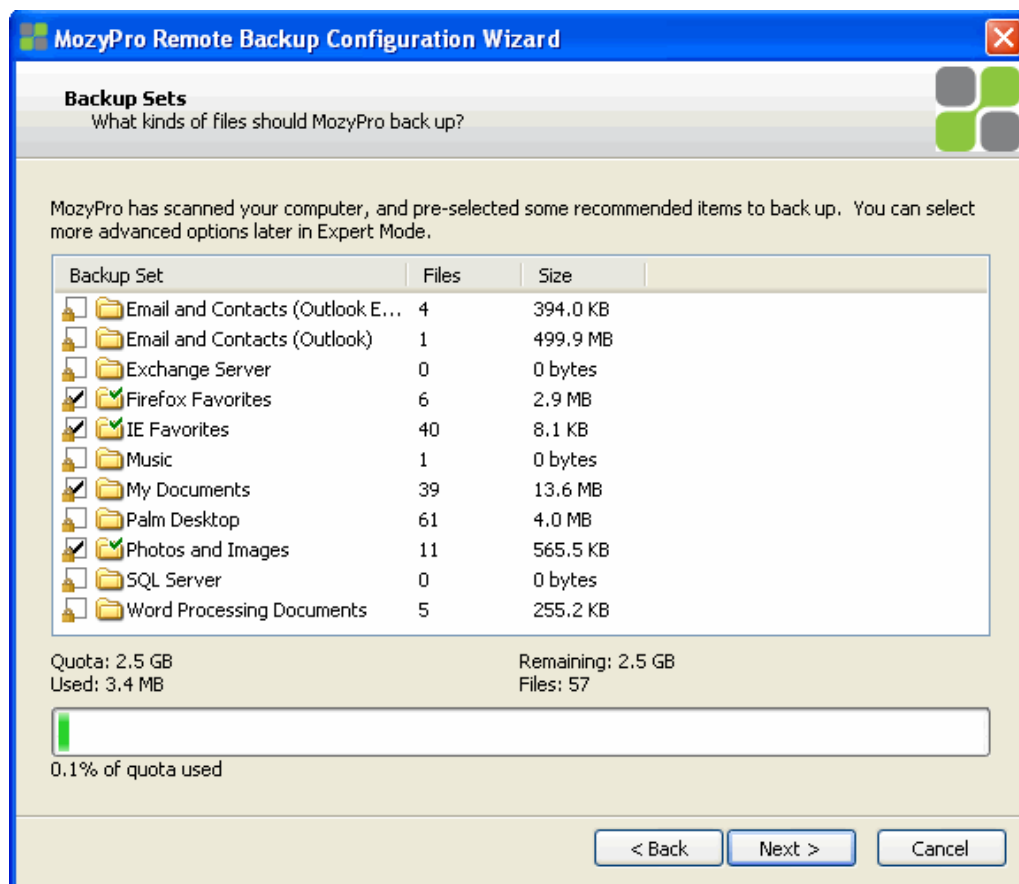 MozyPro Remote Backup Configuration Wizard
Backup Sets
What kinds of files should MozyPro back up?
MozyPro has scanned your computer, and pre-selected some recommended items to back up.  You can select
more advanced options later in Expert Mode.
Backup Set Files Size
Email and Contacts (Outlook E... 4 394.0 KB
Email and Contacts (Outlook) 1 499.9 MB
Exchange Server 0 0 bytes
Firefox Favorites 6 2.9 MB
IE Favorites 40 8.1 KB
Music 1 0 bytes
My Documents 39 13.6 MB
Palm Desktop 61 4.0 MB
Photos and Images 11 565.5 KB
SQL Server 0 0 bytes
Word Processing Documents 5 255.2 KB
Quota: 2.5 GB Remaining: 2.5 GB
Used: 3.4 MB Files: 57
0.1% of quota used
< Back Next > Cancel